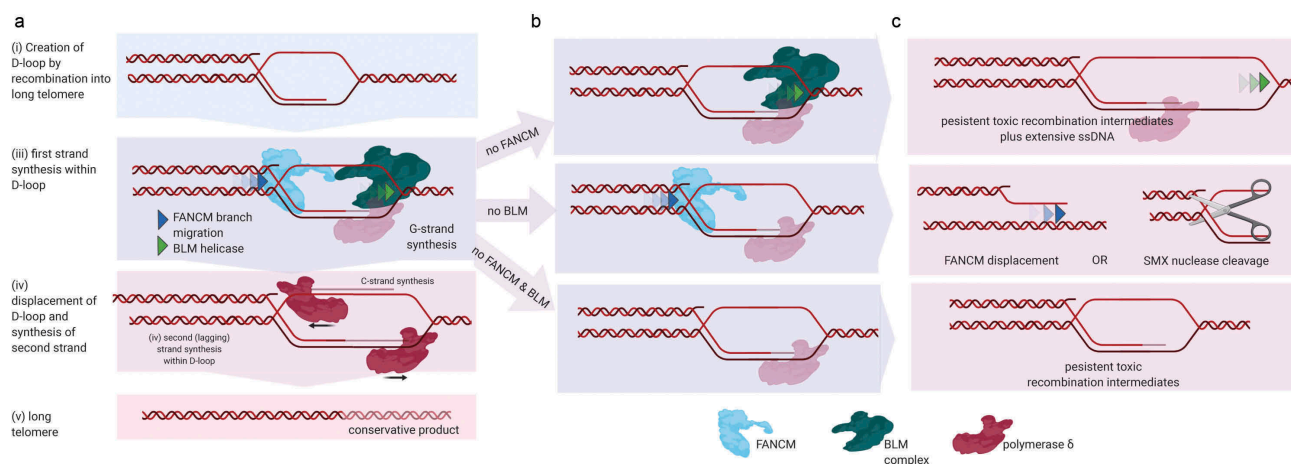 a
(i) Creation of
D-loop by
recombination into
long telomere
(iii) first strand
synthesis within
D-loop
FANCM branch
migration
BLM helicase
G-strand
synthesis
(iv)
displacement of
D-loop and
synthesis of
second strand
C-strand synthesis
(iv) second (lagging)
strand synthesis
within D-loop
(v) long
telomere
conservative product
no FANCM
no BLM
no FANCM & BLM
b
c
pesistent toxic recombination intermediates
plus extensive ssDNA
FANCM displacement
OR
SMX nuclease cleavage
pesistent toxic
recombination intermediates
FANCM
BLM
complex
polymerase δ